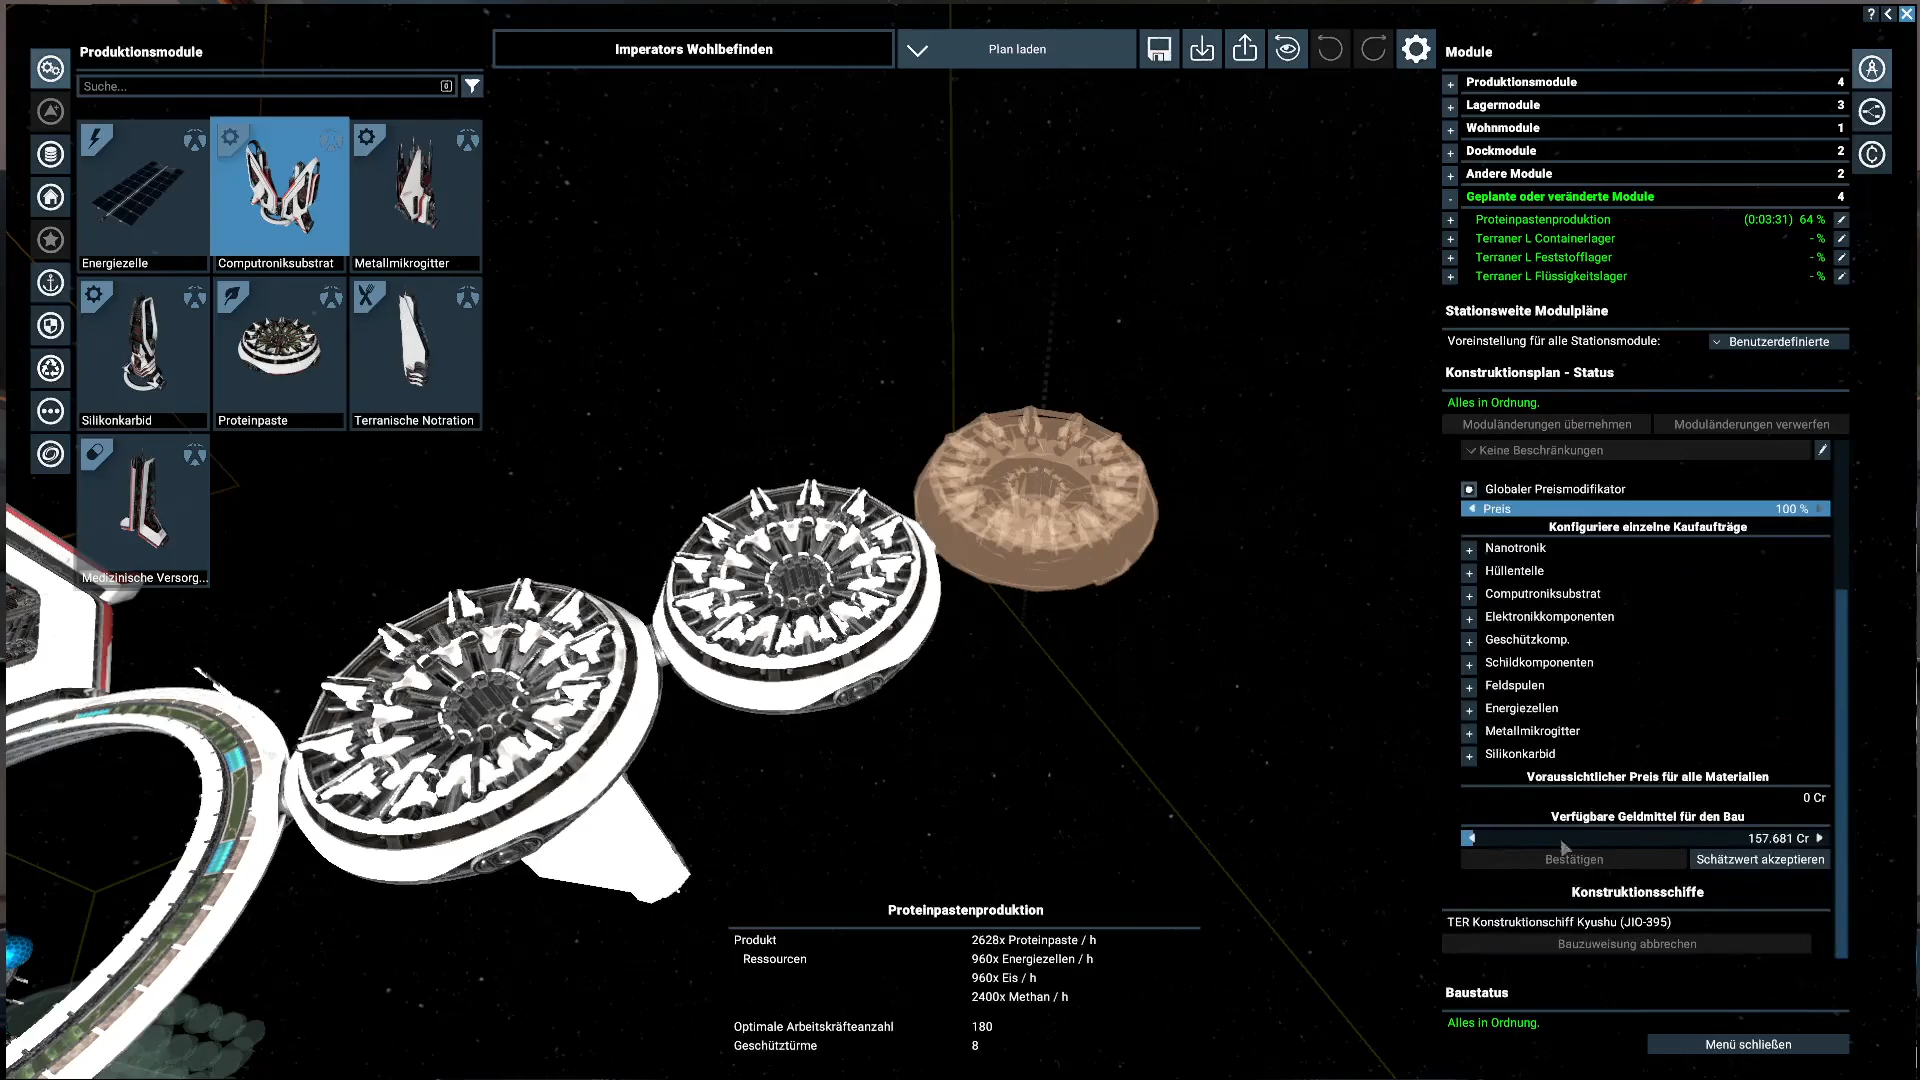 Produktionsmodule
Suche...
0
Energiezelle
Computroniksubstrat
Metallmikrogitter
Silikonkarbid
Proteinpaste
Terranische Notration
Medizinische Versorg...
Imperators Wohlbefinden
Plan laden
? < X
Module
+ Produktionsmodule 4
+ Lagermodule 3
+ Wohnmodule 1
+ Dockmodule 2
+ Andere Module 2
- Geplante oder veränderte Module 4
+ Proteinpastenproduktion (0:03:31) 64 %
+ Terraner L Containerlager - %
+ Terraner L Feststofflager - %
+ Terraner L Flüssigkeitslager - %
Stationsweite Modulpläne
Voreinstellung für alle Stationsmodule: Benutzerdefinierte
Konstruktionsplan - Status
Alles in Ordnung.
Moduländerungen übernehmen Moduländerungen verwerfen
Keine Beschränkungen
Globaler Preismodifikator
Preis 100 %
Konfiguriere einzelne Kaufaufträge
+ Nanotronik
+ Hüllenteile
+ Computroniksubstrat
+ Elektronikkomponenten
+ Geschützkomp.
+ Schildkomponenten
+ Feldspulen
+ Energiezellen
+ Metallmikrogitter
+ Silikonkarbid
Voraussichtlicher Preis für alle Materialien
0 Cr
Verfügbare Geldmittel für den Bau
157.681 Cr
Bestätigen Schätzwert akzeptieren
Konstruktionsschiffe
TER Konstruktionschiff Kyushu (JIO-395)
Bauzuweisung abbrechen
Baustatus
Alles in Ordnung.
Menü schließen
Proteinpastenproduktion
Produkt 2628x Proteinpaste / h
Ressourcen 960x Energiezellen / h
960x Eis / h
2400x Methan / h
Optimale Arbeitskräfteanzahl 180
Geschütztürme 8